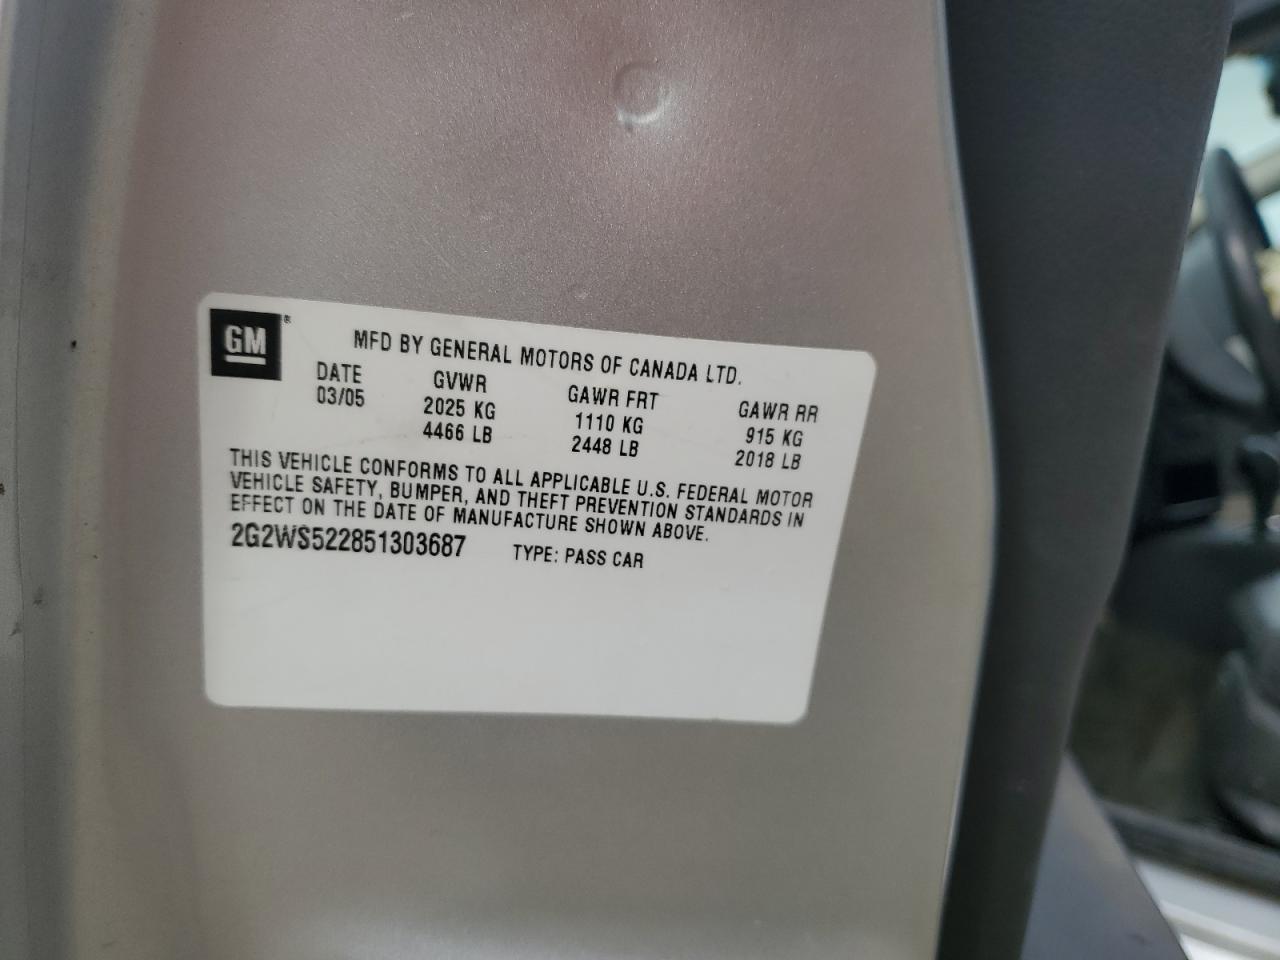 GM®
MFD BY GENERAL MOTORS OF CANADA LTD.
DATE GVWR GAWR FRT GAWR RR
03/05 2025 KG 1110 KG 915 KG
4466 LB 2448 LB 2018 LB
THIS VEHICLE CONFORMS TO ALL APPLICABLE U.S. FEDERAL MOTOR
VEHICLE SAFETY, BUMPER, AND THEFT PREVENTION STANDARDS IN
EFFECT ON THE DATE OF MANUFACTURE SHOWN ABOVE.
2G2WS522851303687 TYPE: PASS CAR